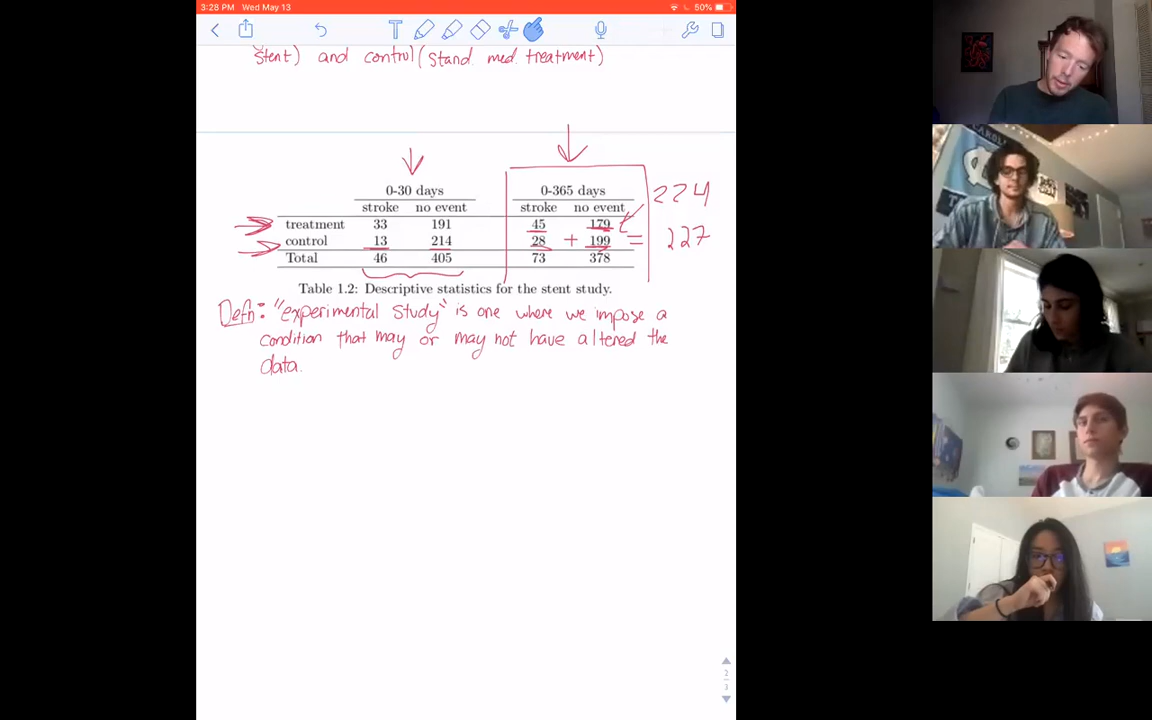 3:28 PM Wed May 13
50%
stent) and control (stand. med. treatment)
0-30 days 0-365 days
stroke no event stroke no event 224
treatment 33 191 45 179
control 13 214 28 + 199 = 227
Total 46 405 73 378
Table 1.2: Descriptive statistics for the stent study.
Defn: "experimental study" is one where we impose a
condition that may or may not have altered the
data.
2
3